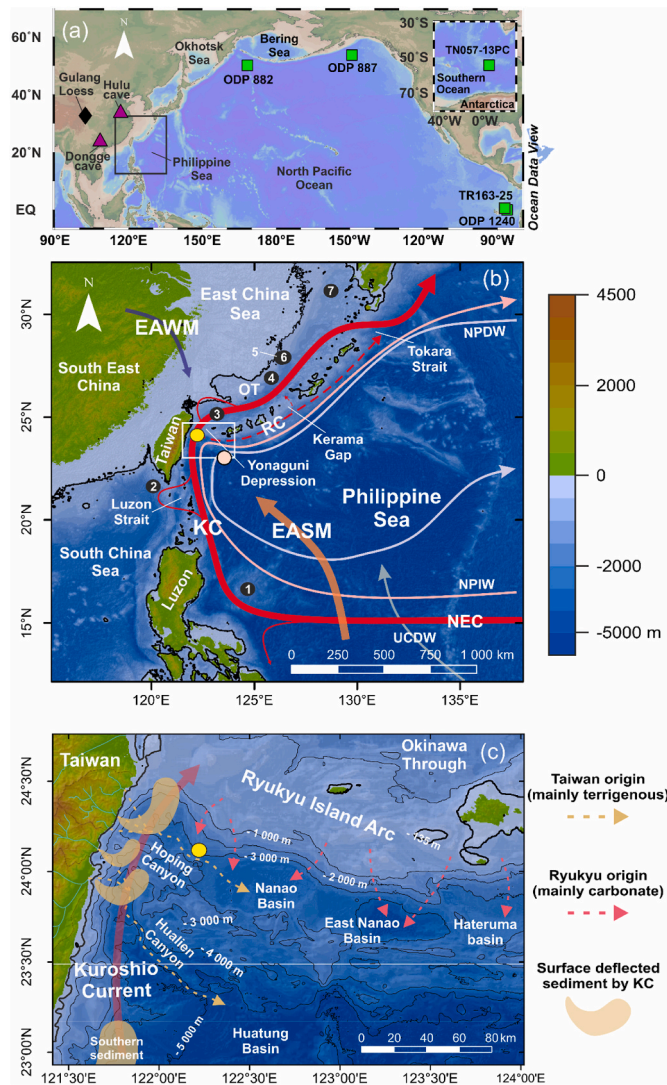 (a)
N
60°N
40°N
20°N
EQ
90°E
120°E
150°E
180°W
150°W
120°W
90°W
Okhotsk
Sea
Bering
Sea
ODP 882
ODP 887
Gulang
Loess
Hulu
cave
Dongge
cave
Philippine
Sea
North Pacific
Ocean
30°S
50°S
70°S
TN057-13PC
Southern
Ocean
Antarctica
40°W
0°W
TR163-25
ODP 1240
Ocean Data View
(b)
N
30°N
25°N
20°N
15°N
120°E
125°E
130°E
135°E
East China
Sea
7
EAWM
5
6
4
OT
South East
China
NPDW
Tokara
Strait
3
RC
Kerama
Gap
Taiwan
Yonaguni
Depression
2
Luzon
Strait
Philippine
Sea
KC
EASM
South China
Sea
Luzon
1
NPIW
NEC
UCDW
0
250
500
750
1 000 km
4500
2000
0
-2000
-5000 m
(c)
24°30'N
24°00'N
23°30'N
23°00'N
121°30'E
122°00'E
122°30'E
123°00'E
123°30'E
124°00'E
Taiwan
Okinawa
Through
Ryukyu Island Arc
- 135 m
- 1 000 m
- 3 000 m
- 2 000 m
Hoping
Canyon
Nanao
Basin
East Nanao
Basin
Hateruma
basin
- 3 000 m
- 4 000 m
Hualien
Canyon
Kuroshio
Current
- 5 000 m
Southern
sediment
Huatung
Basin
0
20
40
60
80
km
Taiwan origin
(mainly terrigenous)
Ryukyu origin
(mainly carbonate)
Surface deflected
sediment by KC